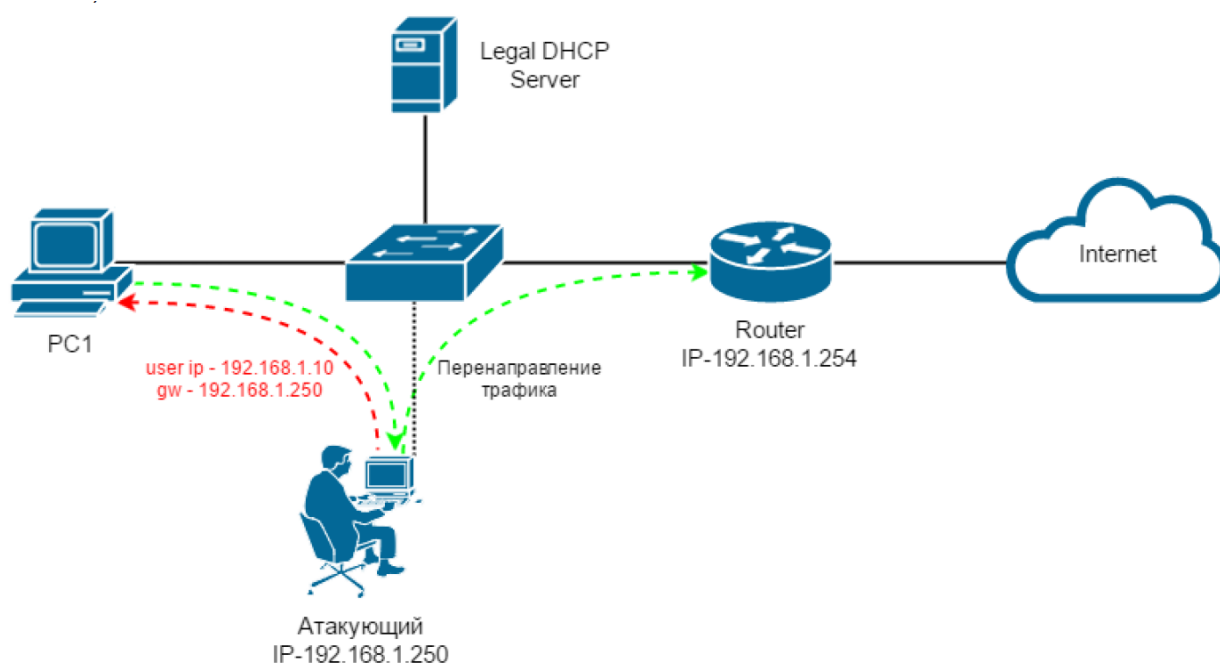 Legal DHCP
Server
Internet
PC1
Router
IP-192.168.1.254
user ip - 192.168.1.10
gw - 192.168.1.250
Перенаправление
трафика
Атакующий
IP-192.168.1.250